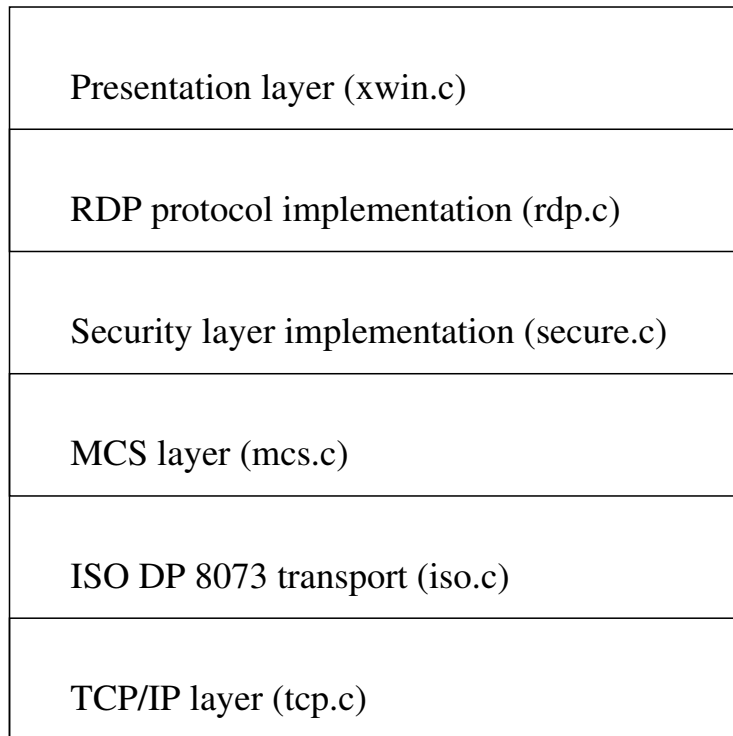 Presentation layer (xwin.c)
RDP protocol implementation (rdp.c)
Security layer implementation (secure.c)
MCS layer (mcs.c)
ISO DP 8073 transport (iso.c)
TCP/IP layer (tcp.c)